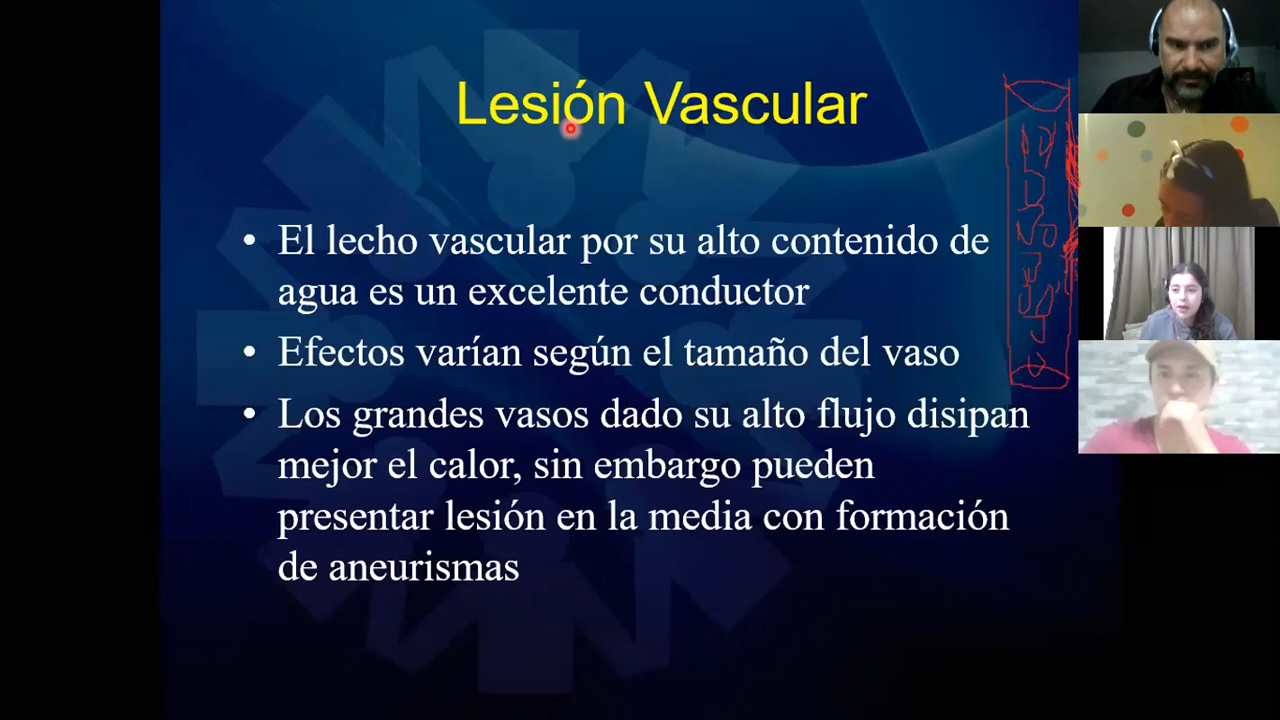 Lesión Vascular
• El lecho vascular por su alto contenido de
agua es un excelente conductor
• Efectos varían según el tamaño del vaso
• Los grandes vasos dado su alto flujo disipan
mejor el calor, sin embargo pueden
presentar lesión en la media con formación
de aneurismas